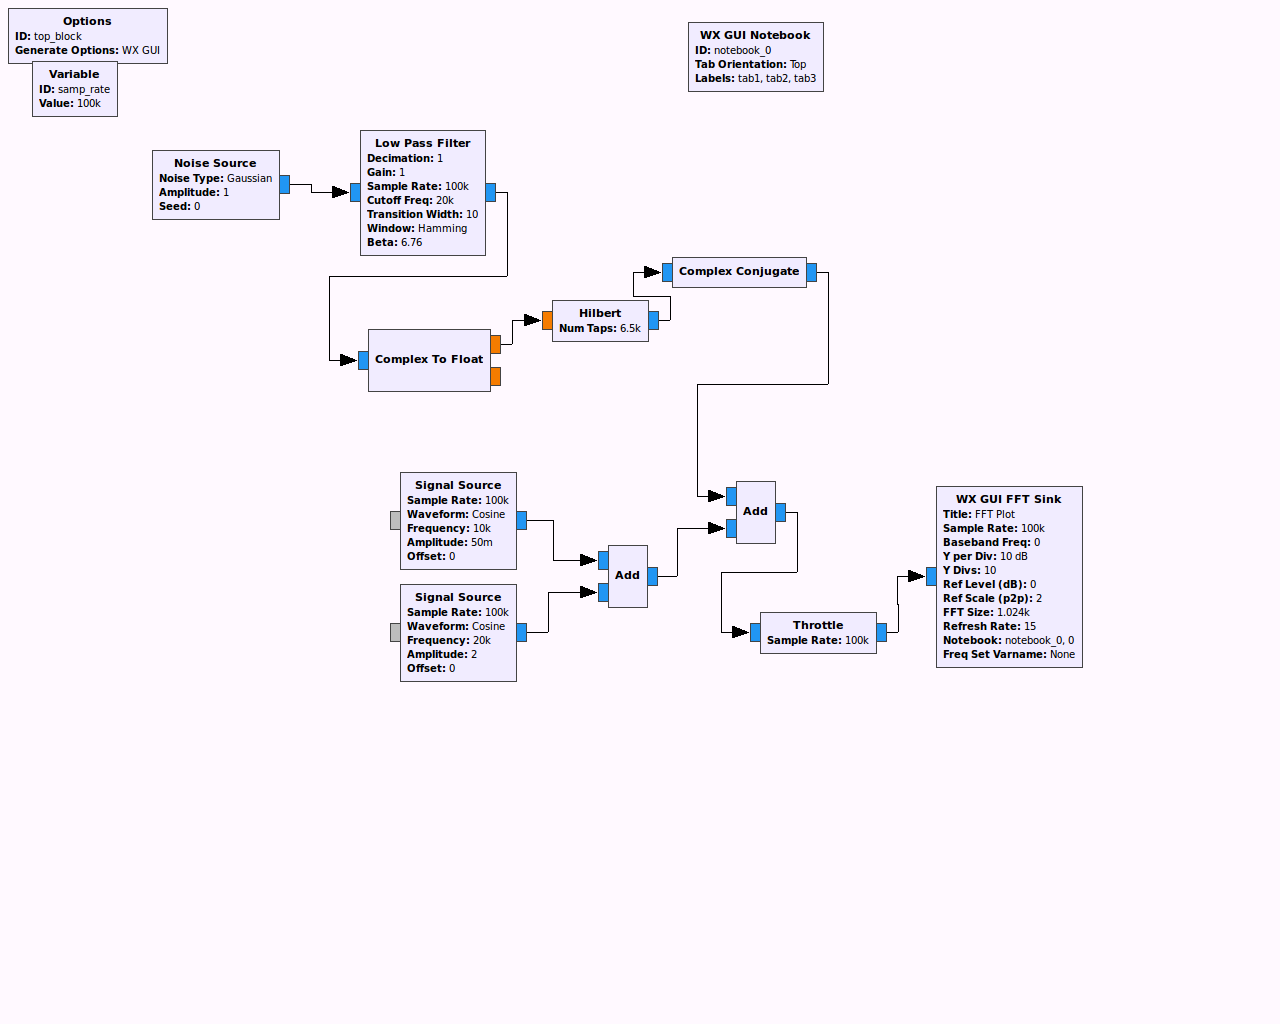 Options
ID: top_block
Generate Options: WX GUI
Variable
ID: samp_rate
Value: 100k
WX GUI Notebook
ID: notebook_0
Tab Orientation: Top
Labels: tab1, tab2, tab3
Noise Source
Noise Type: Gaussian
Amplitude: 1
Seed: 0
Low Pass Filter
Decimation: 1
Gain: 1
Sample Rate: 100k
Cutoff Freq: 20k
Transition Width: 10
Window: Hamming
Beta: 6.76
Complex Conjugate
Hilbert
Num Taps: 6.5k
Complex To Float
Signal Source
Sample Rate: 100k
Waveform: Cosine
Frequency: 10k
Amplitude: 50m
Offset: 0
Signal Source
Sample Rate: 100k
Waveform: Cosine
Frequency: 20k
Amplitude: 2
Offset: 0
Add
Add
Throttle
Sample Rate: 100k
WX GUI FFT Sink
Title: FFT Plot
Sample Rate: 100k
Baseband Freq: 0
Y per Div: 10 dB
Y Divs: 10
Ref Level (dB): 0
Ref Scale (p2p): 2
FFT Size: 1.024k
Refresh Rate: 15
Notebook: notebook_0, 0
Freq Set Varname: None